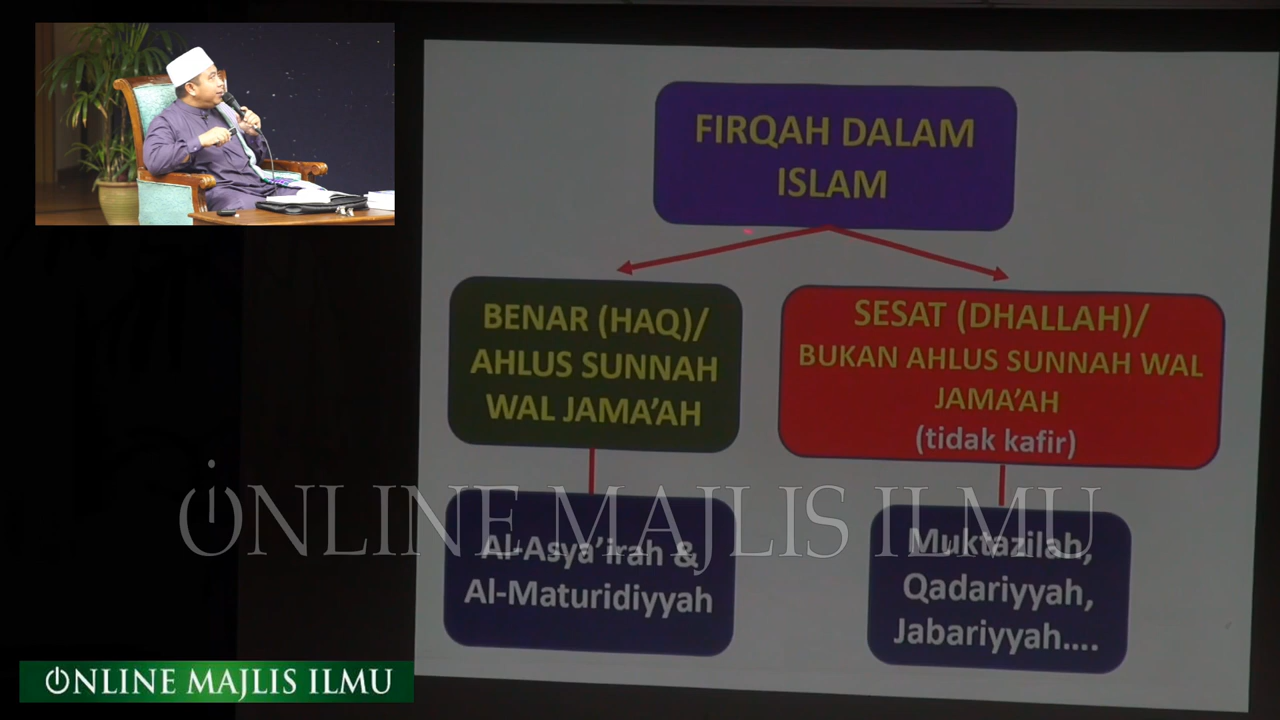 FIRQAH DALAM
ISLAM
BENAR (HAQ)/
AHLUS SUNNAH
WAL JAMA'AH
SESAT (DHALLAH)/
BUKAN AHLUS SUNNAH WAL
JAMA'AH
(tidak kafir)
Al-Asya'irah &
Al-Maturidiyyah
Muktazilah,
Qadariyyah,
Jabariyyah....
ONLINE MAJLIS ILMU
ONLINE MAJLIS ILMU